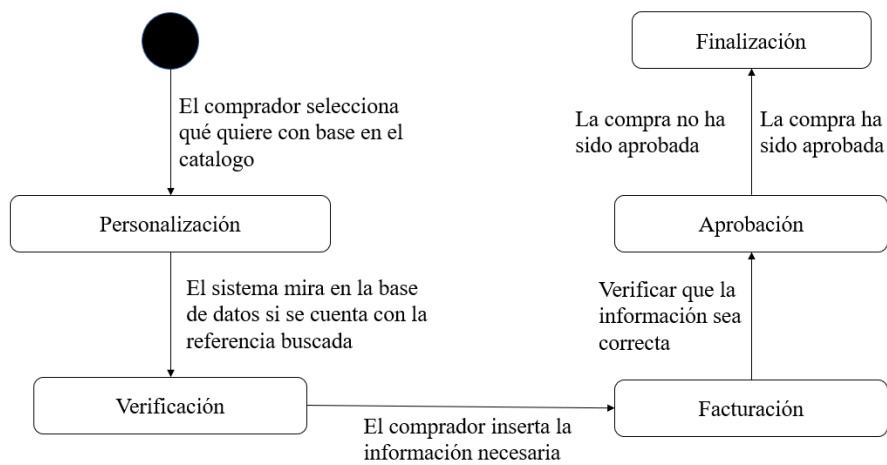 El comprador selecciona
qué quiere con base en el
catalogo
Personalización
El sistema mira en la base
de datos si se cuenta con la
referencia buscada
Verificación
El comprador inserta la
información necesaria
Facturación
Verificar que la
información sea
correcta
Aprobación
La compra no ha
sido aprobada
La compra ha
sido aprobada
Finalización